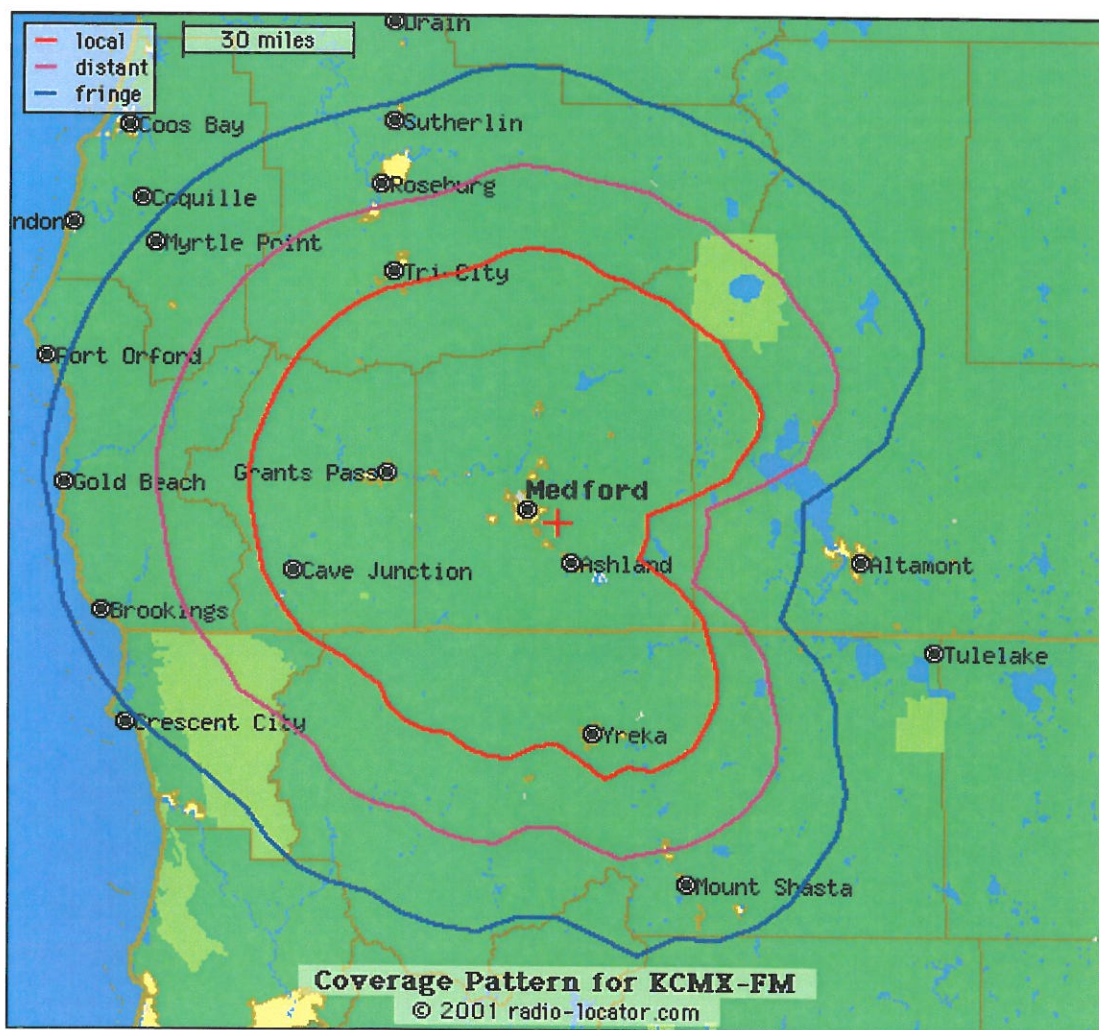 local
distant
fringe
30 miles
Drain
Coos Bay
Sutherlin
Roseburg
Coquille
ndon
Myrtle Point
Tri-City
Port Orford
Grants Pass
Gold Beach
Medford
Cave Junction
Ashland
Altamont
Brookings
Tulelake
Crescent City
Yreka
Mount Shasta
Coverage Pattern for KCMX-FM
© 2001 radio-locator.com